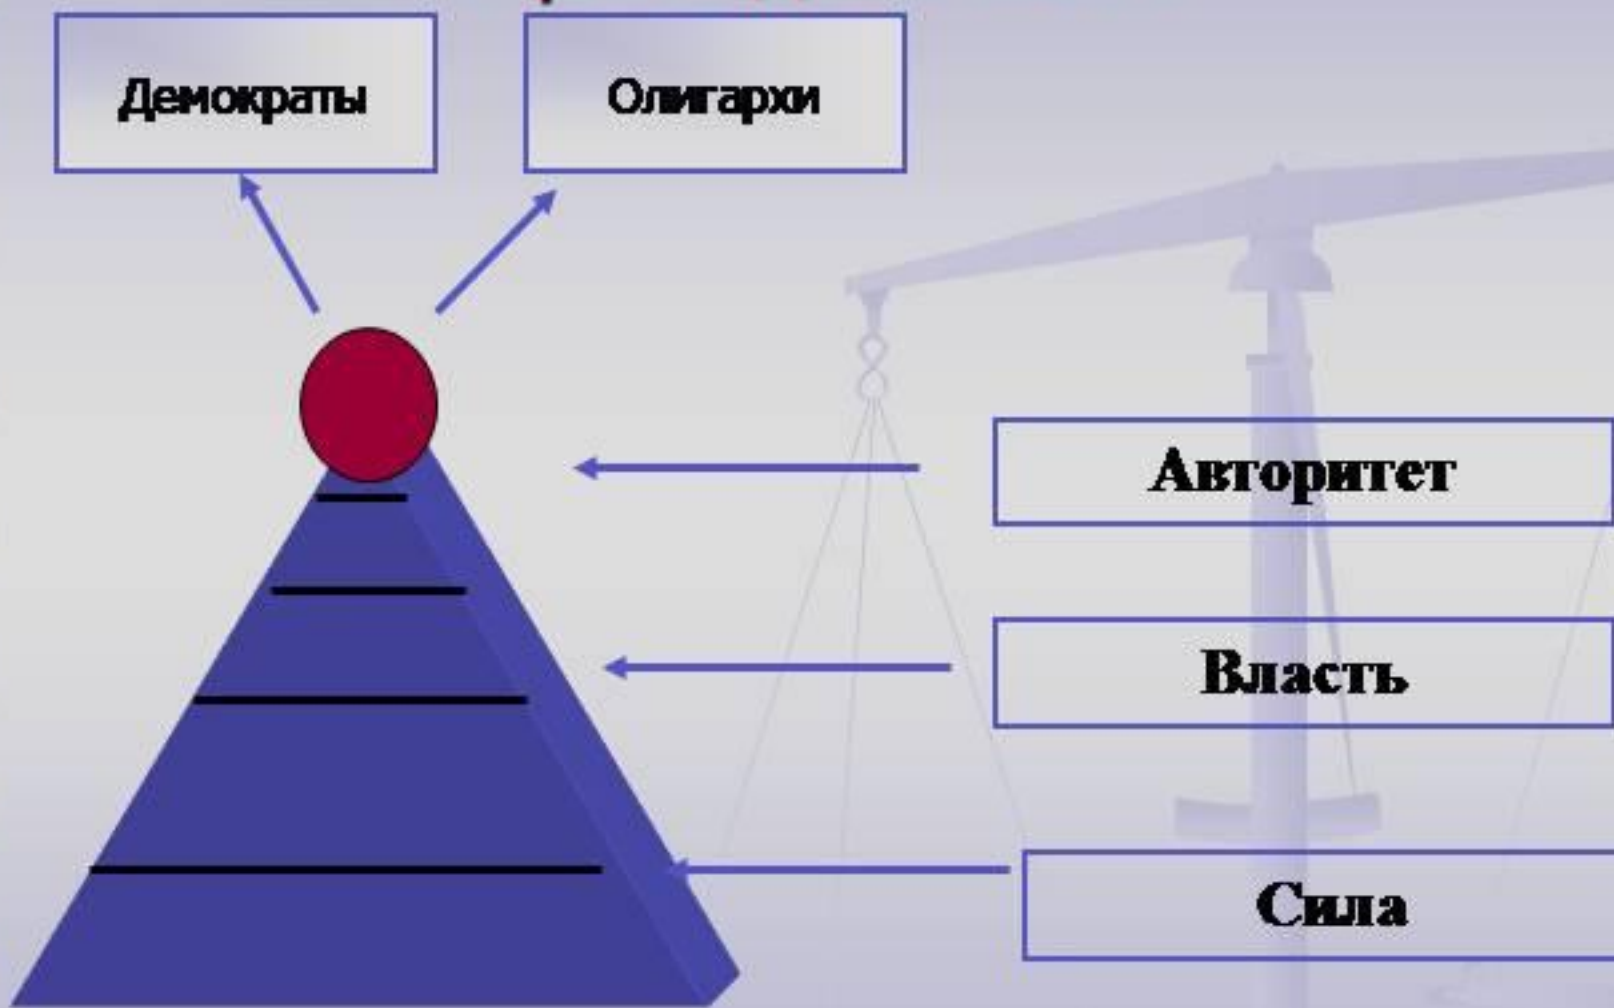 Демократы
Олигархи
Авторитет
Власть
Сила